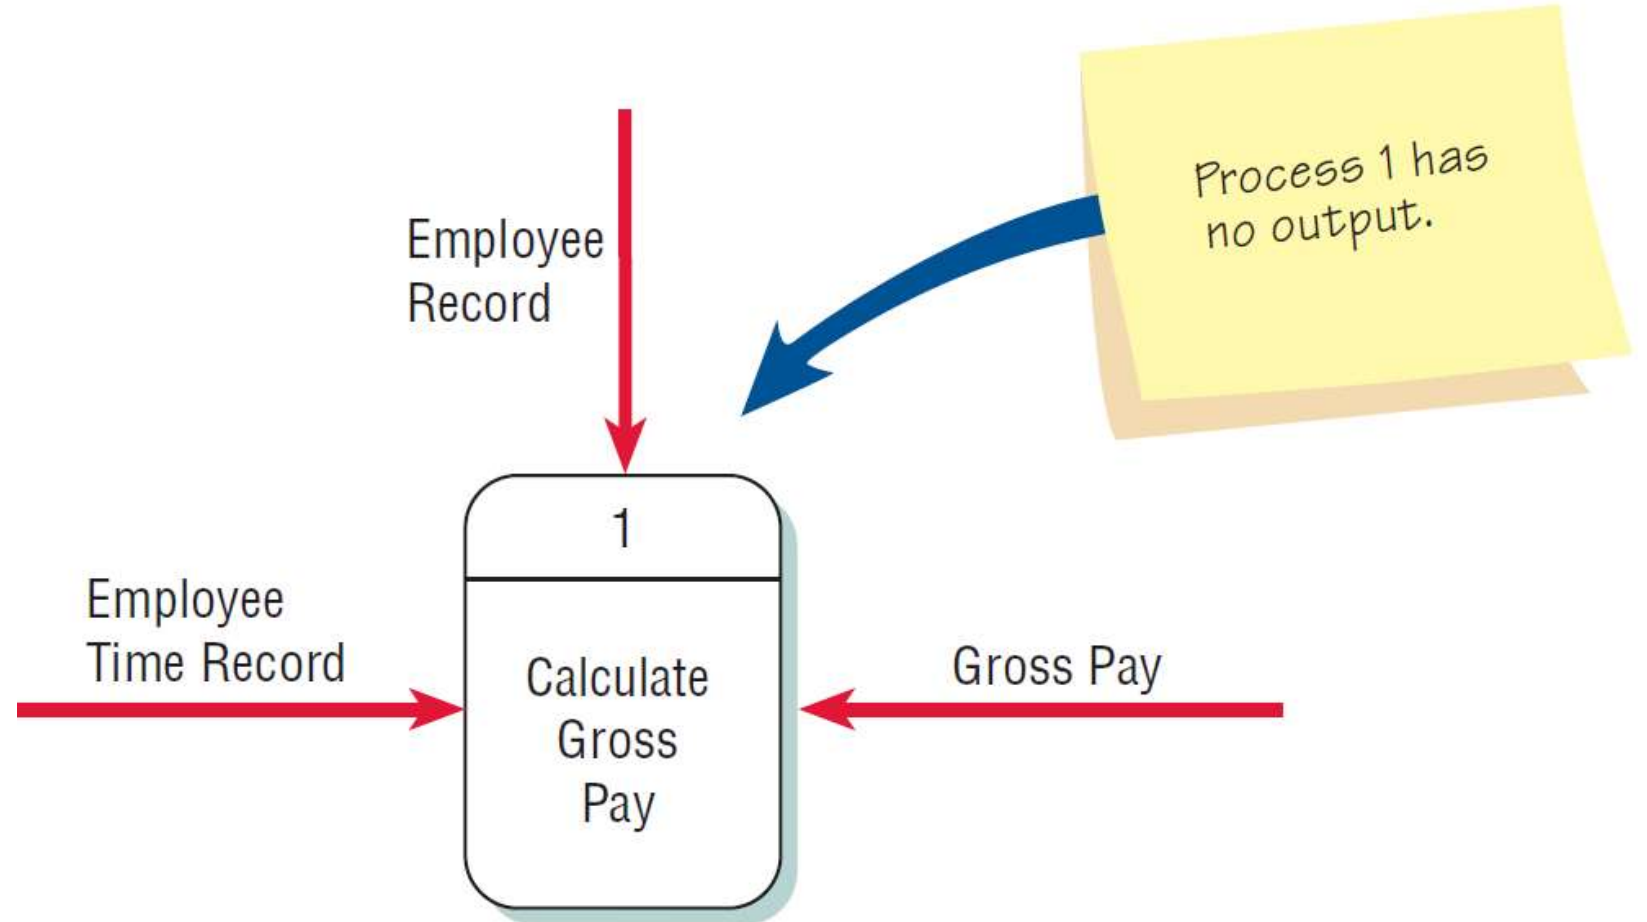 Process 1 has
no output.
Employee
Record
1
Employee
Time Record
Calculate
Gross
Pay
Gross Pay